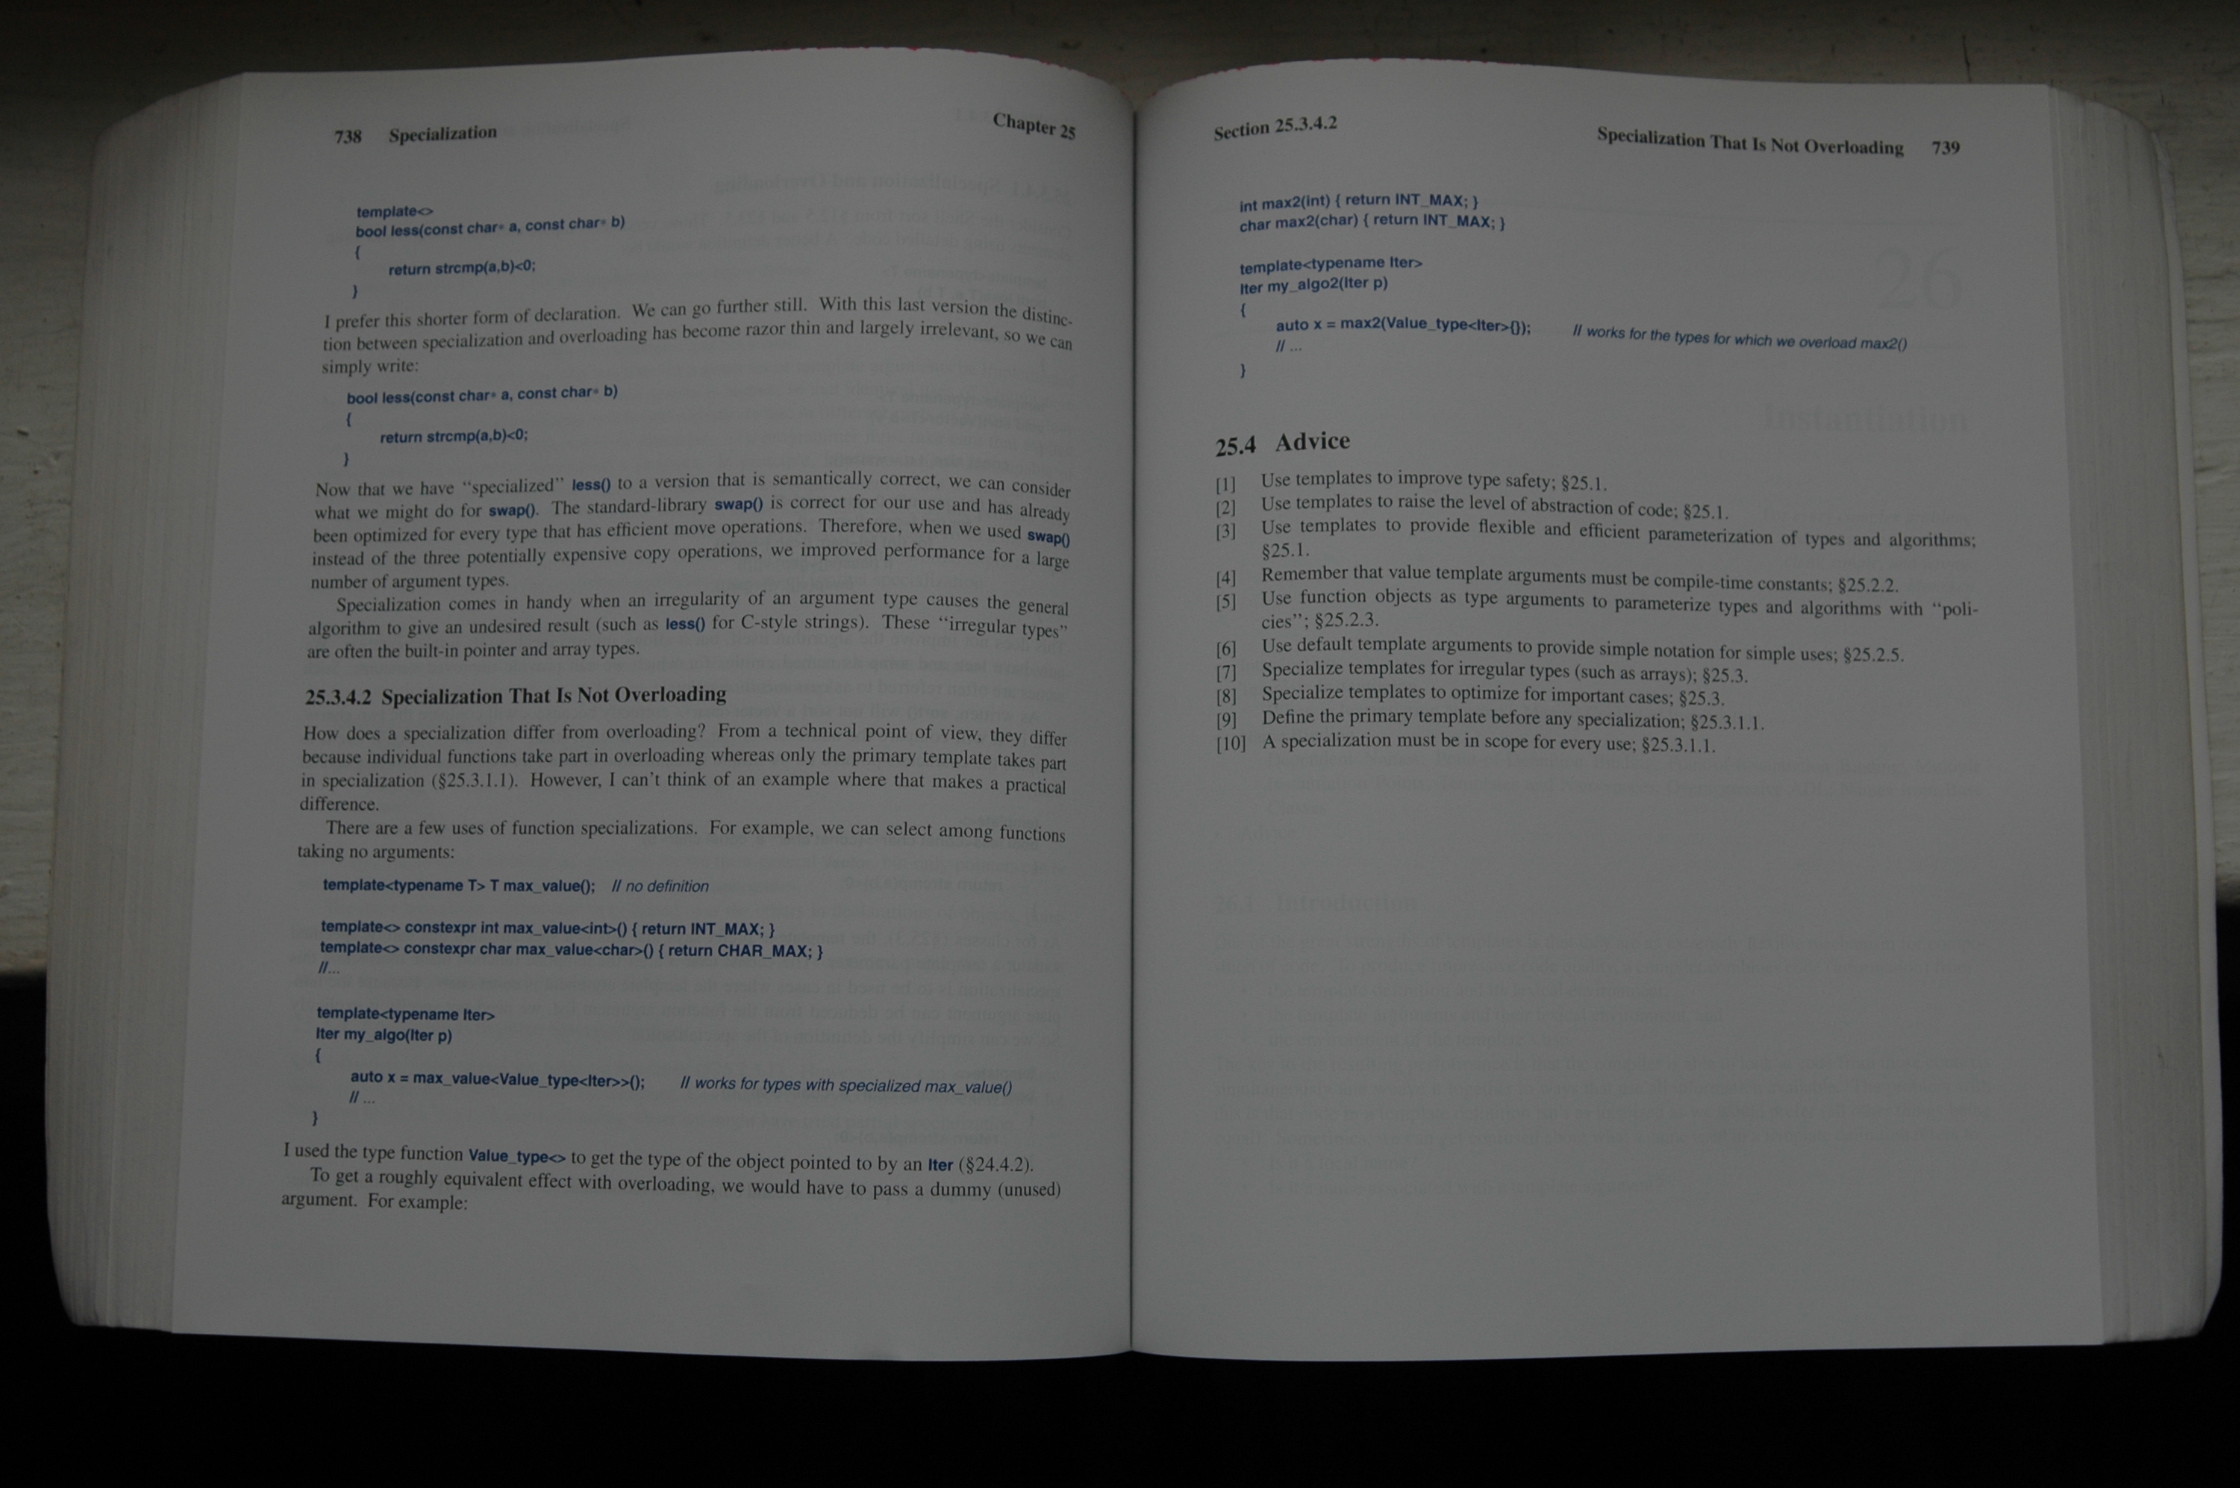 738 Specialization Chapter 25
template<>
bool less(const char* a, const char* b)
{
return strcmp(a,b)<0;
}
I prefer this shorter form of declaration. We can go further still. With this last version the distinc-
tion between specialization and overloading has become razor thin and largely irrelevant, so we can
simply write:
bool less(const char* a, const char* b)
{
return strcmp(a,b)<0;
}
Now that we have “specialized” less() to a version that is semantically correct, we can consider
what we might do for swap(). The standard-library swap() is correct for our use and has already
been optimized for every type that has efficient move operations. Therefore, when we used swap()
instead of the three potentially expensive copy operations, we improved performance for a large
number of argument types.
Specialization comes in handy when an irregularity of an argument type causes the general
algorithm to give an undesired result (such as less() for C-style strings). These “irregular types”
are often the built-in pointer and array types.
25.3.4.2 Specialization That Is Not Overloading
How does a specialization differ from overloading? From a technical point of view, they differ
because individual functions take part in overloading whereas only the primary template takes part
in specialization (§25.3.1.1). However, I can’t think of an example where that makes a practical
difference.
There are a few uses of function specializations. For example, we can select among functions
taking no arguments:
template<typename T> T max_value(); // no definition
template<> constexpr int max_value<int>() { return INT_MAX; }
template<> constexpr char max_value<char>() { return CHAR_MAX; }
//...
template<typename Iter>
Iter my_algo(Iter p)
{
auto x = max_value<Value_type<Iter>>(); // works for types with specialized max_value()
// ...
}
I used the type function Value_type<> to get the type of the object pointed to by an Iter (§24.4.2).
To get a roughly equivalent effect with overloading, we would have to pass a dummy (unused)
argument. For example:
Section 25.3.4.2 Specialization That Is Not Overloading 739
int max2(int) { return INT_MAX; }
char max2(char) { return INT_MAX; }
template<typename Iter>
Iter my_algo2(Iter p)
{
auto x = max2(Value_type<Iter>{}); // works for the types for which we overload max2()
// ...
}
25.4 Advice
[1] Use templates to improve type safety; §25.1.
[2] Use templates to raise the level of abstraction of code; §25.1.
[3] Use templates to provide flexible and efficient parameterization of types and algorithms;
§25.1.
[4] Remember that value template arguments must be compile-time constants; §25.2.2.
[5] Use function objects as type arguments to parameterize types and algorithms with “poli-
cies”; §25.2.3.
[6] Use default template arguments to provide simple notation for simple uses; §25.2.5.
[7] Specialize templates for irregular types (such as arrays); §25.3.
[8] Specialize templates to optimize for important cases; §25.3.
[9] Define the primary template before any specialization; §25.3.1.1.
[10] A specialization must be in scope for every use; §25.3.1.1.